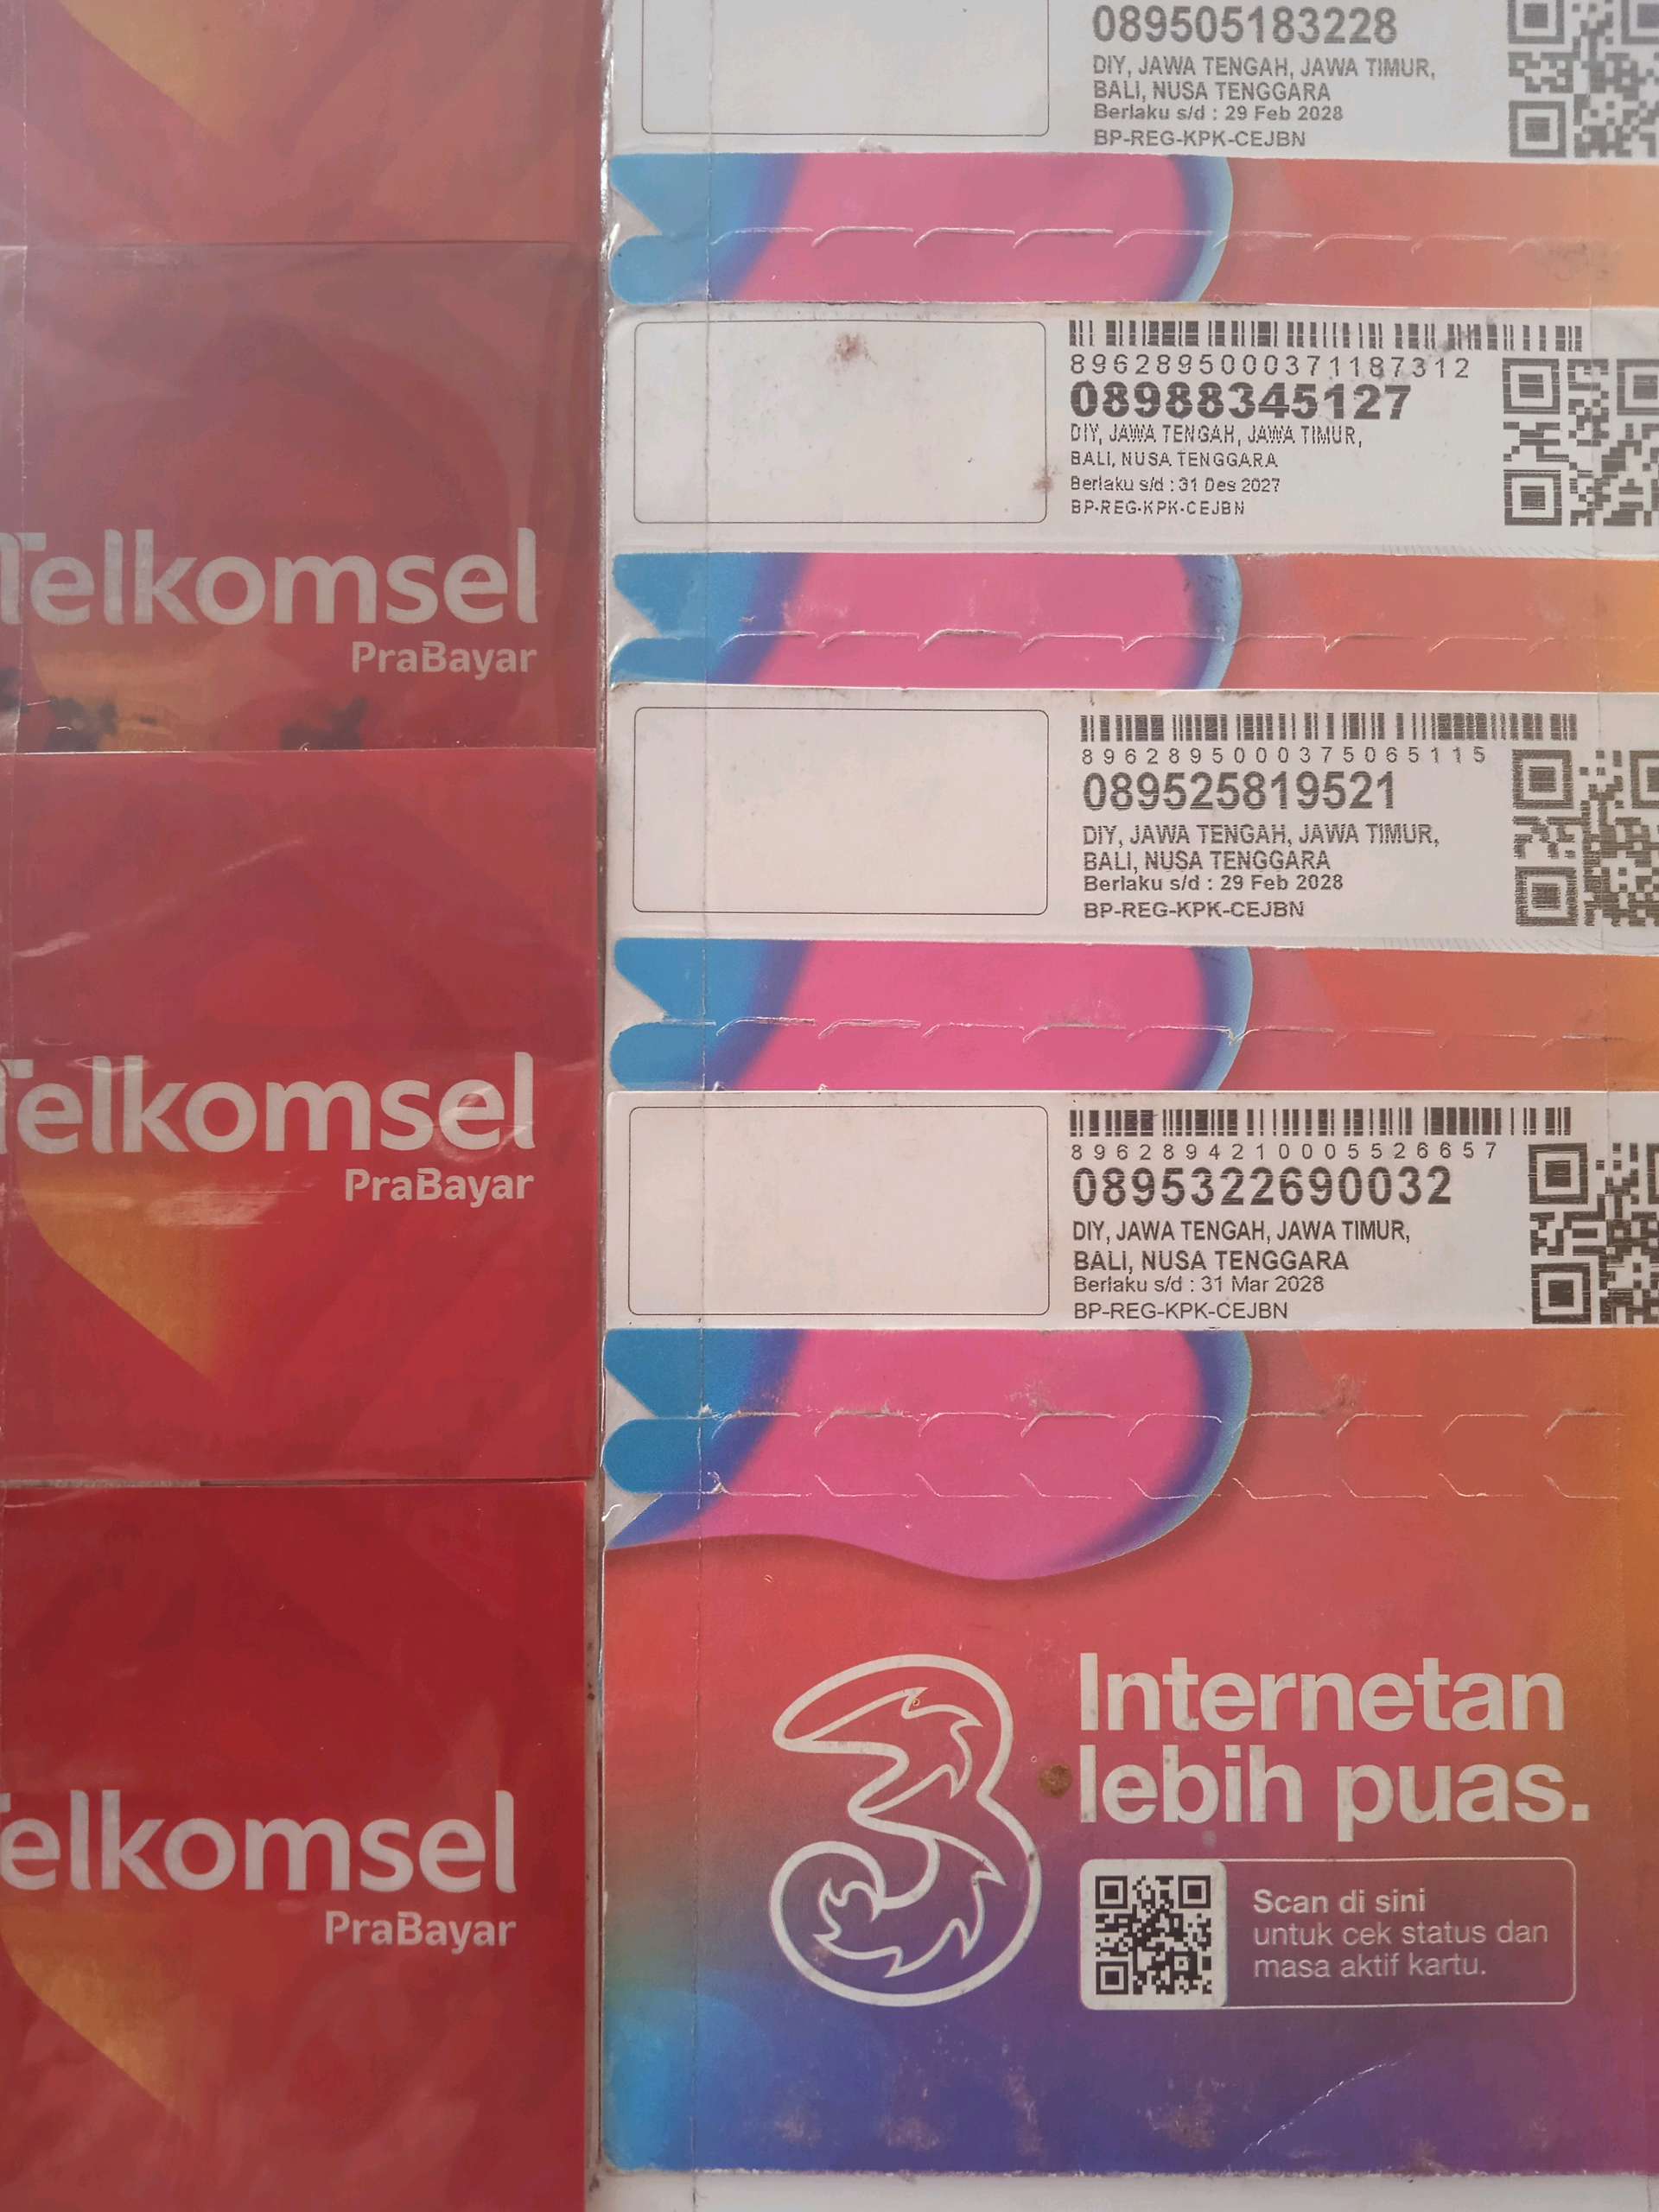 Telkomsel
PraBayar
Telkomsel
PraBayar
Telkomsel
PraBayar
089505183228
DIY, JAWA TENGAH, JAWA TIMUR,
BALI, NUSA TENGGARA
Berlaku s/d : 29 Feb 2028
BP-REG-KPK-CEJBN
8962895000371187312
08988345127
DIY, JAWA TENGAH, JAWA TIMUR,
BALI, NUSA TENGGARA
Berlaku s/d : 31 Des 2027
BP-REG-KPK-CEJBN
8962895000375065115
089525819521
DIY, JAWA TENGAH, JAWA TIMUR,
BALI, NUSA TENGGARA
Berlaku s/d : 29 Feb 2028
BP-REG-KPK-CEJBN
8962894210005526657
0895322690032
DIY, JAWA TENGAH, JAWA TIMUR,
BALI, NUSA TENGGARA
Berlaku s/d : 31 Mar 2028
BP-REG-KPK-CEJBN
3
Internetan
lebih puas.
Scan di sini
untuk cek status dan
masa aktif kartu.